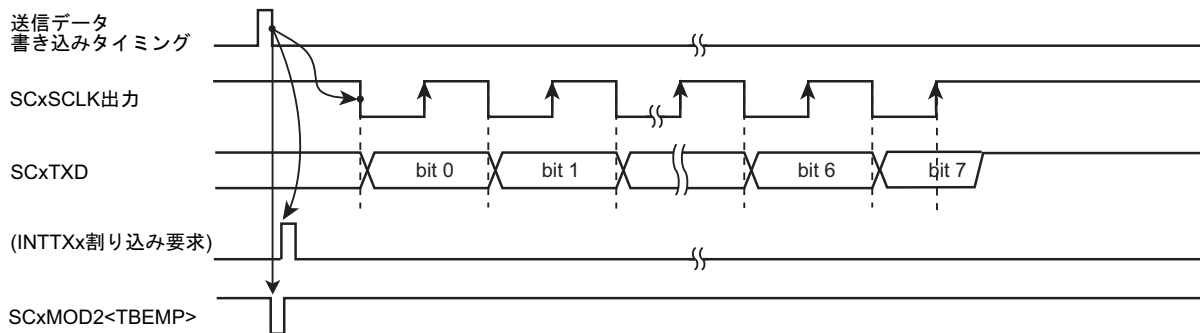 送信データ
書き込みタイミング
SCxSCLK出力
SCxTXD
bit 0
bit 1
bit 6
bit 7
(INTTXx割り込み要求)
SCxMOD2<TBEMP>